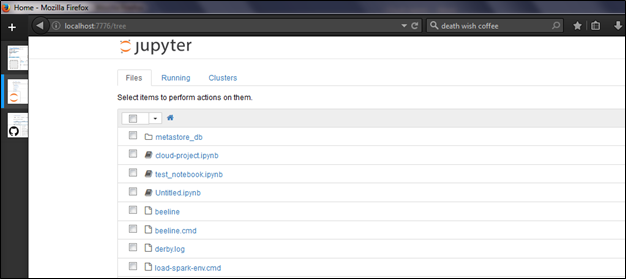 Home - Mozilla Firefox
localhost:7776/tree
death wish coffee
jupyter
Files Running Clusters
Select items to perform actions on them.
metastore_db
cloud-project.ipynb
test_notebook.ipynb
Untitled.ipynb
beeline
beeline.cmd
derby.log
load-spark-env.cmd